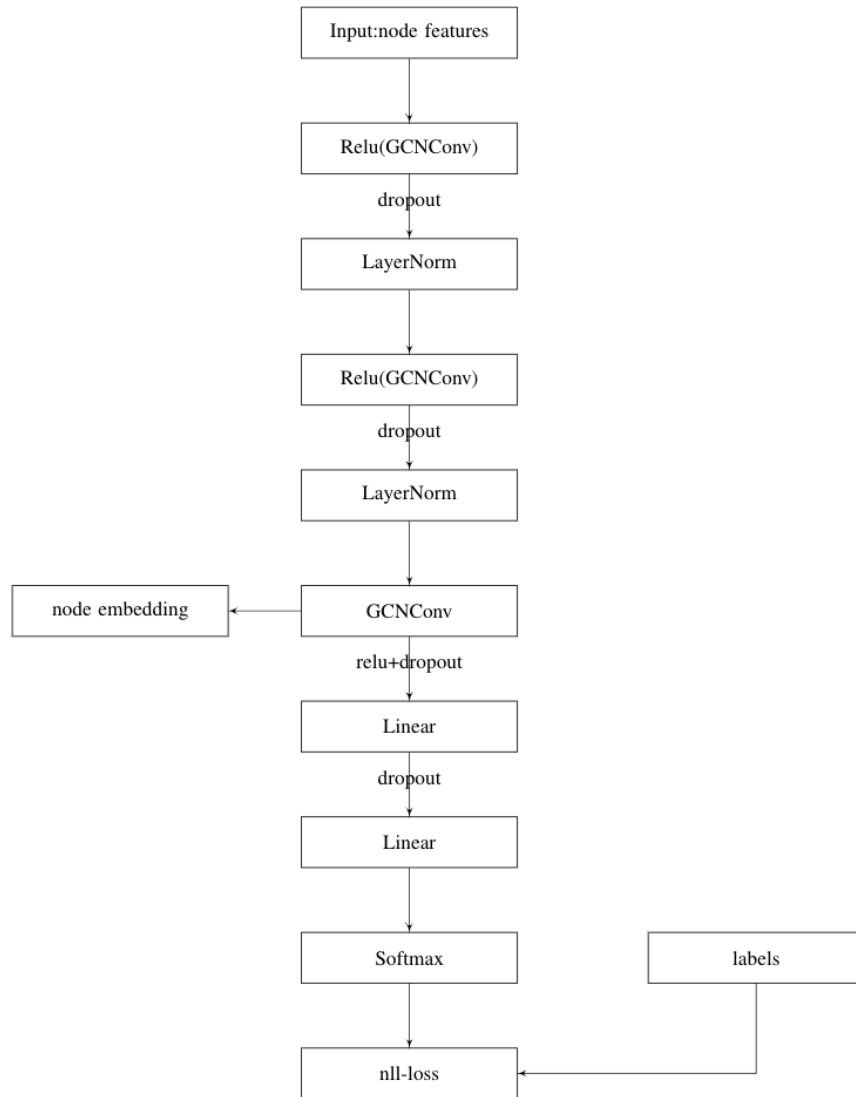 Input:node features
Relu(GCNConv)
dropout
LayerNorm
Relu(GCNConv)
dropout
LayerNorm
node embedding
GCNConv
relu+dropout
Linear
dropout
Linear
Softmax
labels
nll-loss